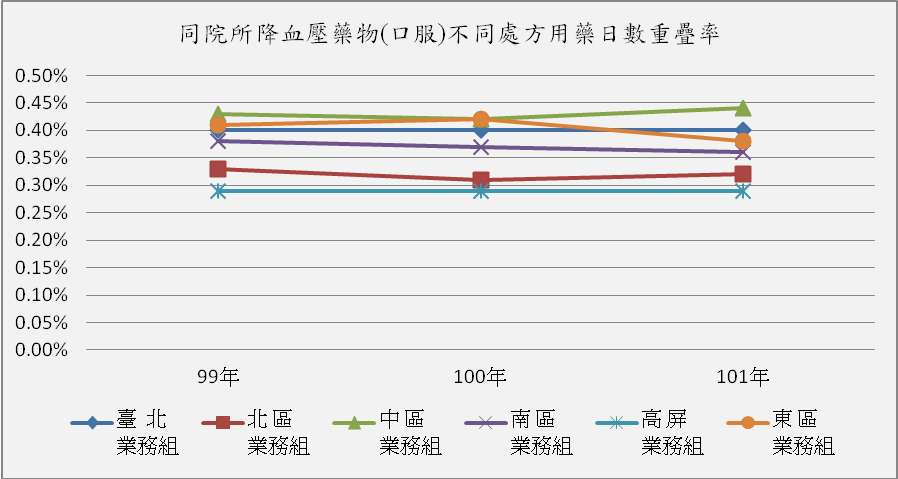 同院所降血壓藥物(口服)不同處方用藥日數重疊率
0.50%
0.45%
0.40%
0.35%
0.30%
0.25%
0.20%
0.15%
0.10%
0.05%
0.00%
99年 100年 101年
臺 北 北區 中區 南區 高屏 東區
業務組 業務組 業務組 業務組 業務組 業務組